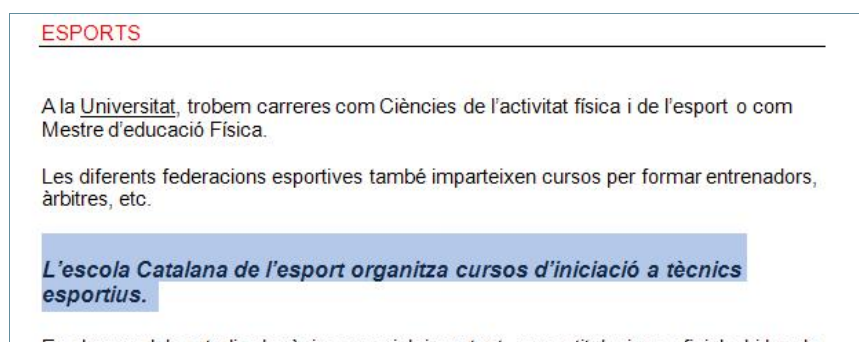 ESPORTS
A la Universitat, trobem carreres com Ciències de l’activitat física i de l’esport o com
Mestre d’educació Física.
Les diferents federacions esportives també imparteixen cursos per formar entrenadors,
àrbitres, etc.
L’escola Catalana de l’esport organitza cursos d’iniciació a tècnics
esportius.